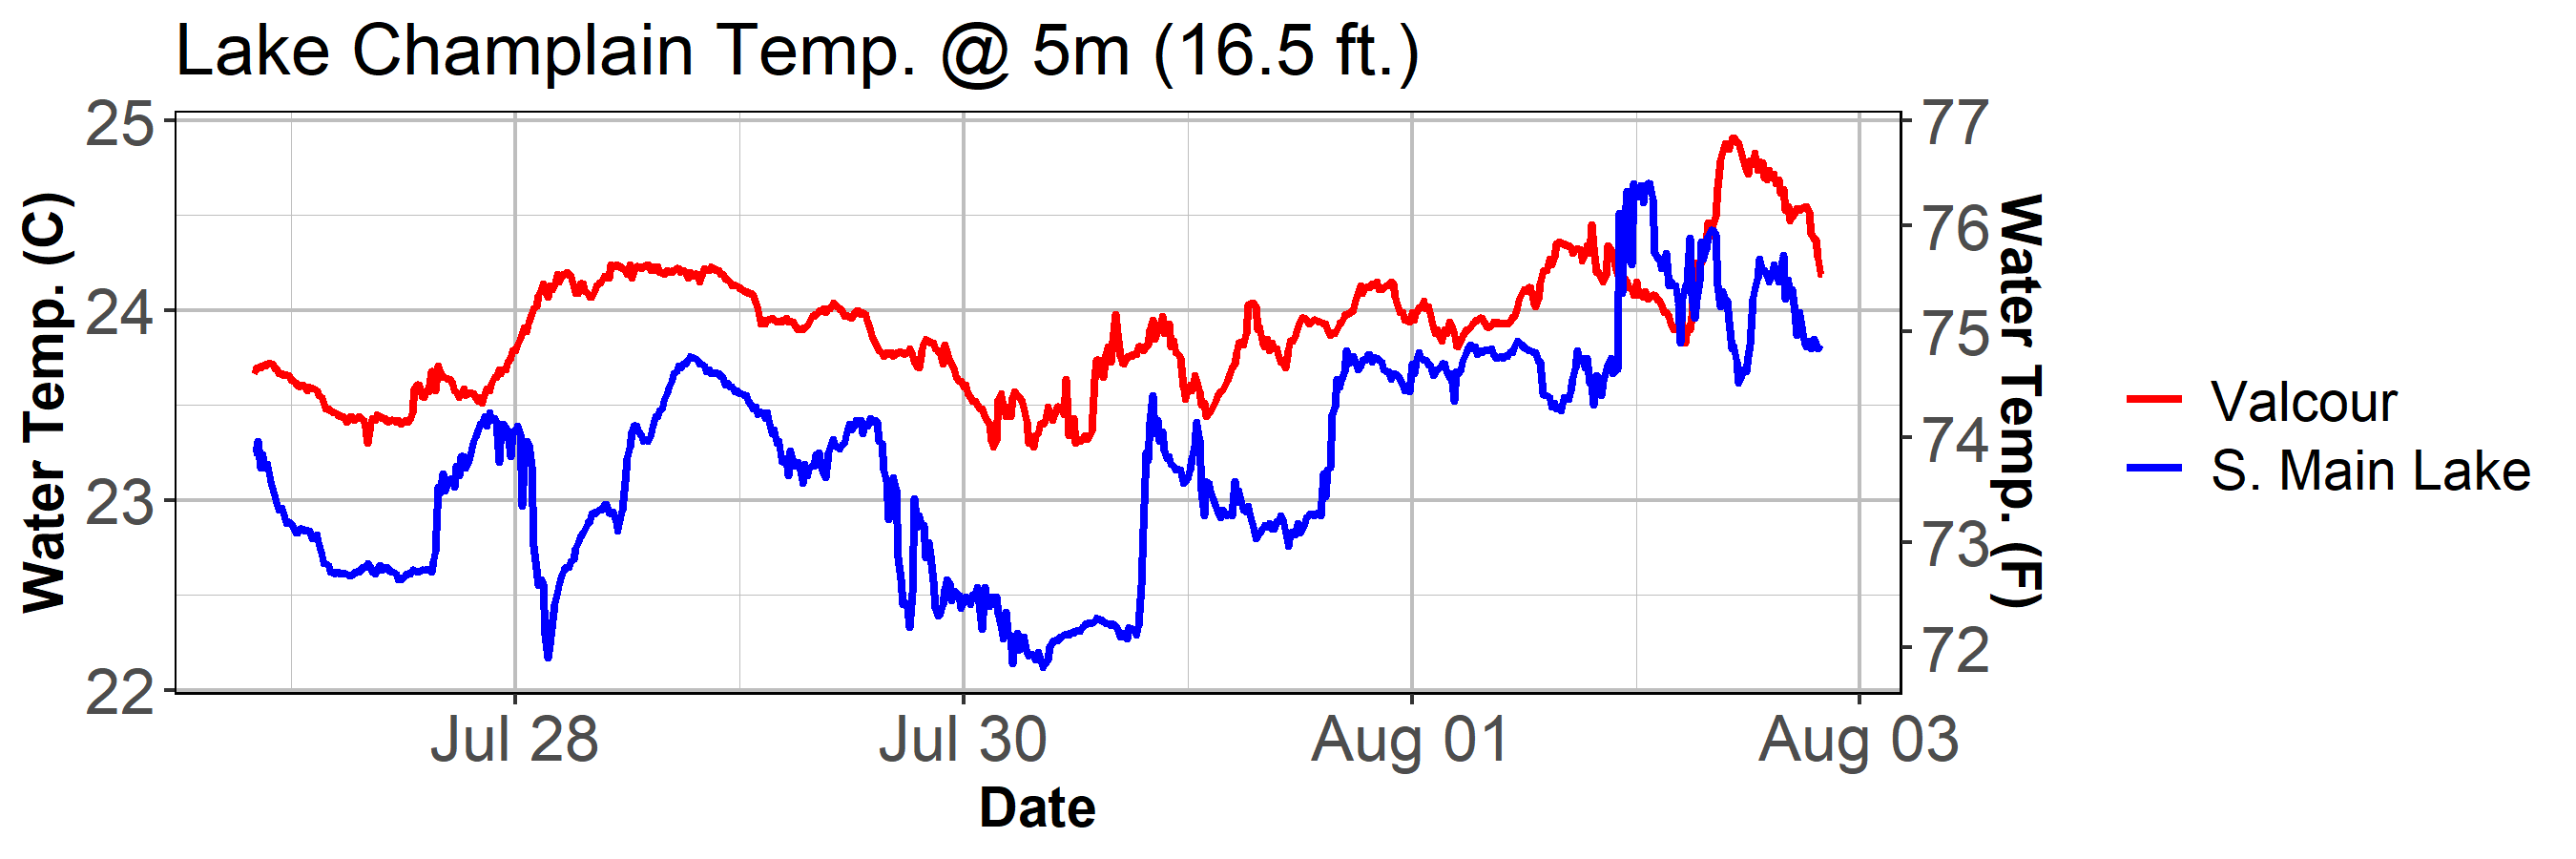 Lake Champlain Temp. @ 5m (16.5 ft.)
Water Temp. (C)
25
24
23
22
77
76
75
74
73
72
Water Temp. (F)
Jul 28
Jul 30
Aug 01
Aug 03
Date
Valcour
S. Main Lake